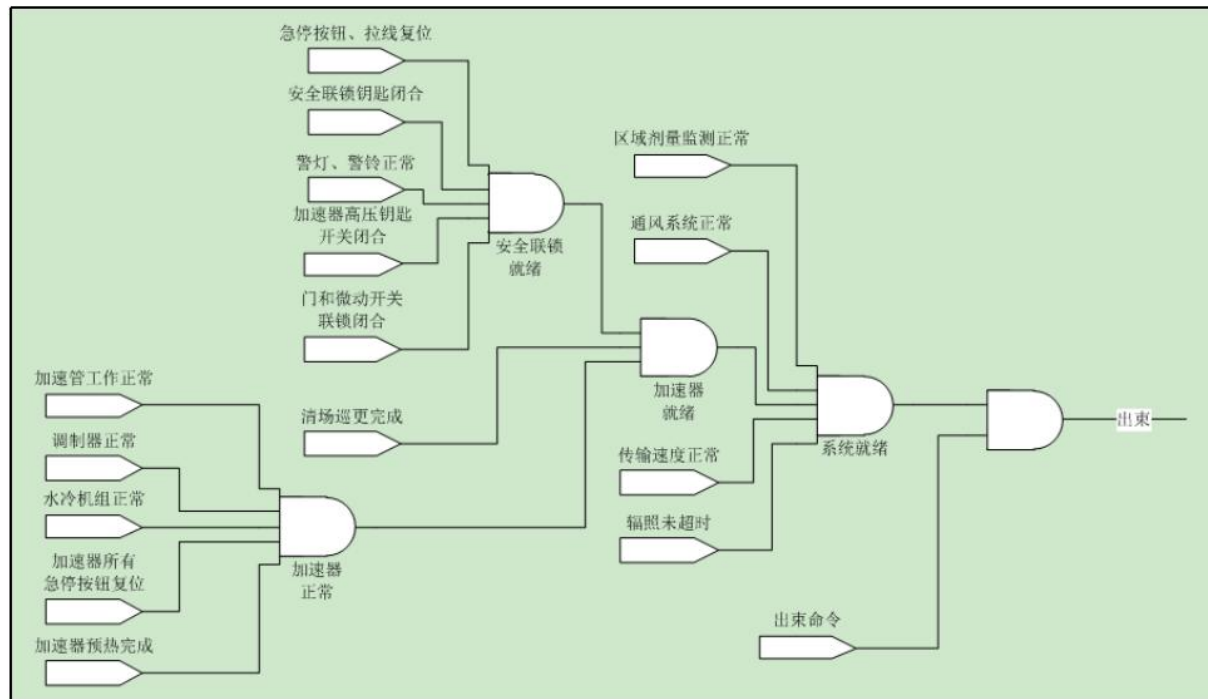 急停按钮、拉线复位
安全联锁钥匙闭合
警灯、警铃正常
加速器高压钥匙
开关闭合
门和微动开关
联锁闭合
安全联锁
就绪
区域剂量监测正常
通风系统正常
加速器
就绪
加速管工作正常
调制器正常
水冷机组正常
加速器所有
急停按钮复位
加速器预热完成
加速器
正常
清场巡更完成
传输速度正常
辐照未超时
系统就绪
出束命令
出束